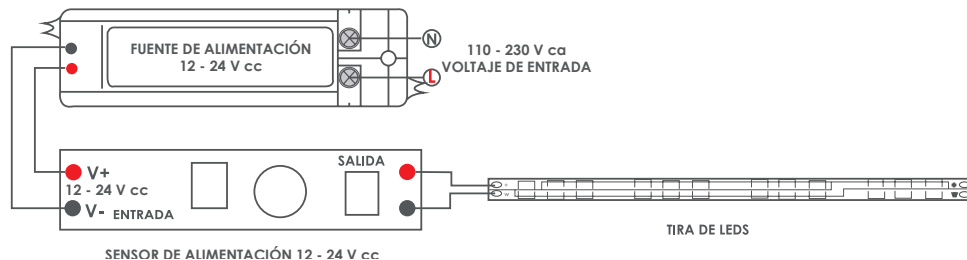 FUENTE DE ALIMENTACIÓN
12 - 24 V cc
N
L
110 - 230 V ca
VOLTAJE DE ENTRADA
V+
12 - 24 V cc
V- ENTRADA
SALIDA
TIRA DE LEDS
SENSOR DE ALIMENTACIÓN 12 - 24 V cc